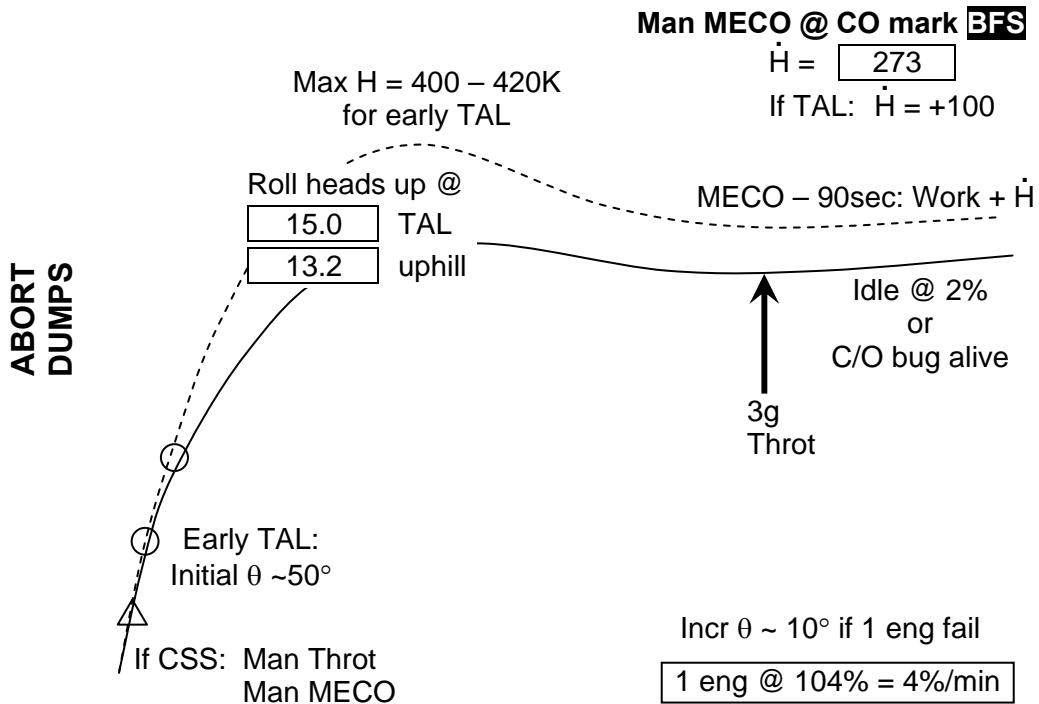 Man MECO @ CO mark BFS
Ḣ = 273
If TAL: Ḣ = +100
Max H = 400 – 420K
for early TAL
Roll heads up @
15.0 TAL
13.2 uphill
MECO – 90sec: Work + Ḣ
ABORT
DUMPS
Idle @ 2%
or
C/O bug alive
3g
Throt
Early TAL:
Initial θ ~50°
If CSS: Man Throt
Man MECO
Incr θ ~ 10° if 1 eng fail
1 eng @ 104% = 4%/min